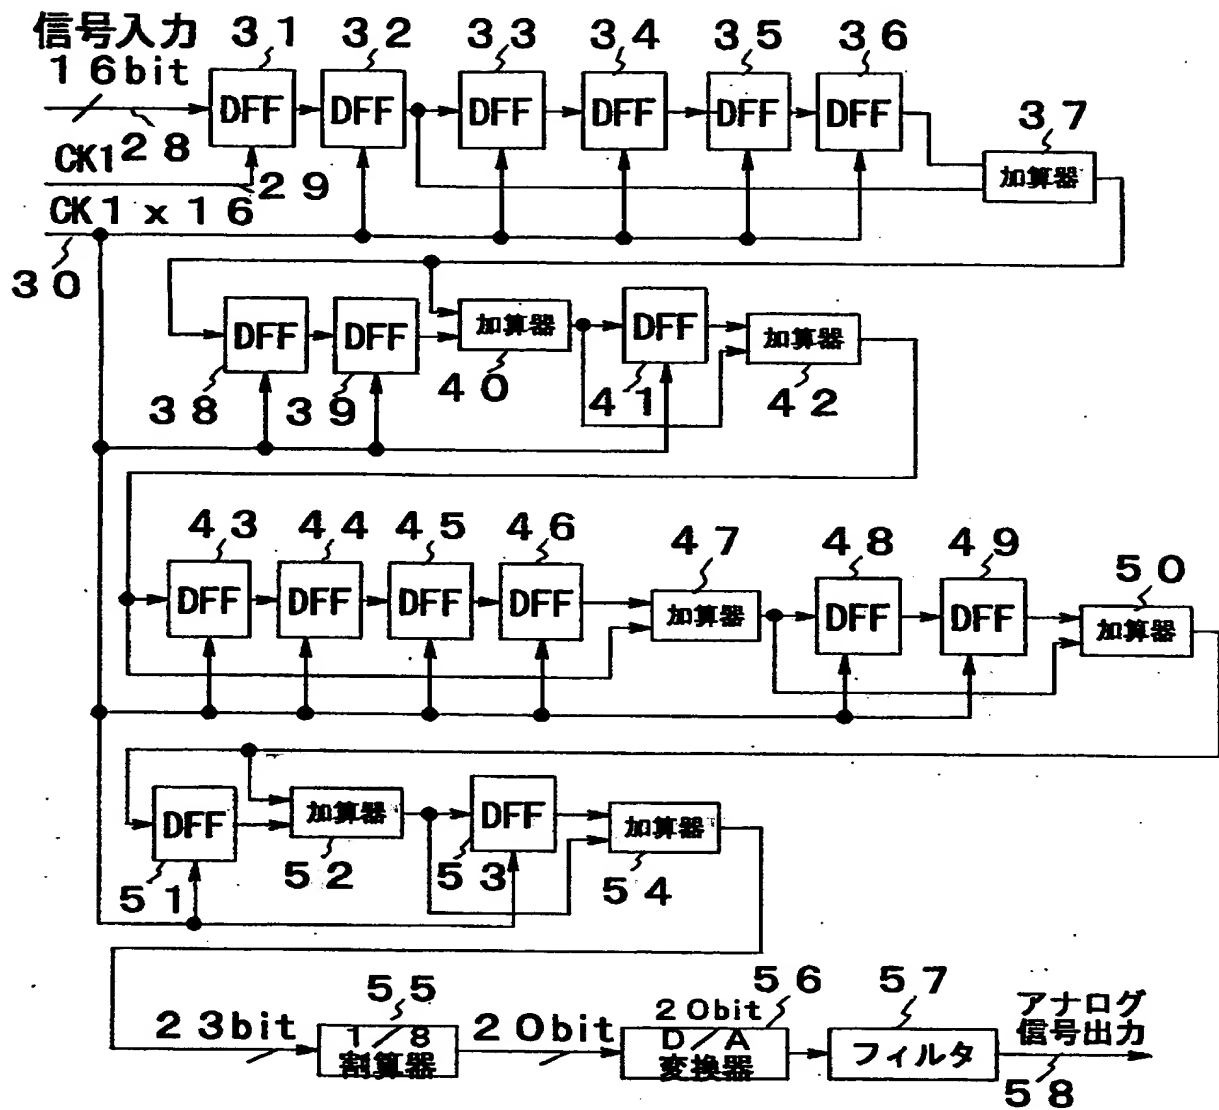 信号入力
16bit
31
32
33
34
35
36
DFF
DFF
DFF
DFF
DFF
DFF
37
加算器
28
CK1
29
CK1x16
30
DFF
DFF
加算器
DFF
加算器
38
39
40
41
42
43
44
45
46
47
48
49
50
DFF
DFF
DFF
DFF
加算器
DFF
DFF
加算器
DFF
加算器
DFF
加算器
51
52
53
54
55
56
57
23bit
1/8
割算器
20bit
20bit
D/A
変換器
フィルタ
アナログ
信号出力
58